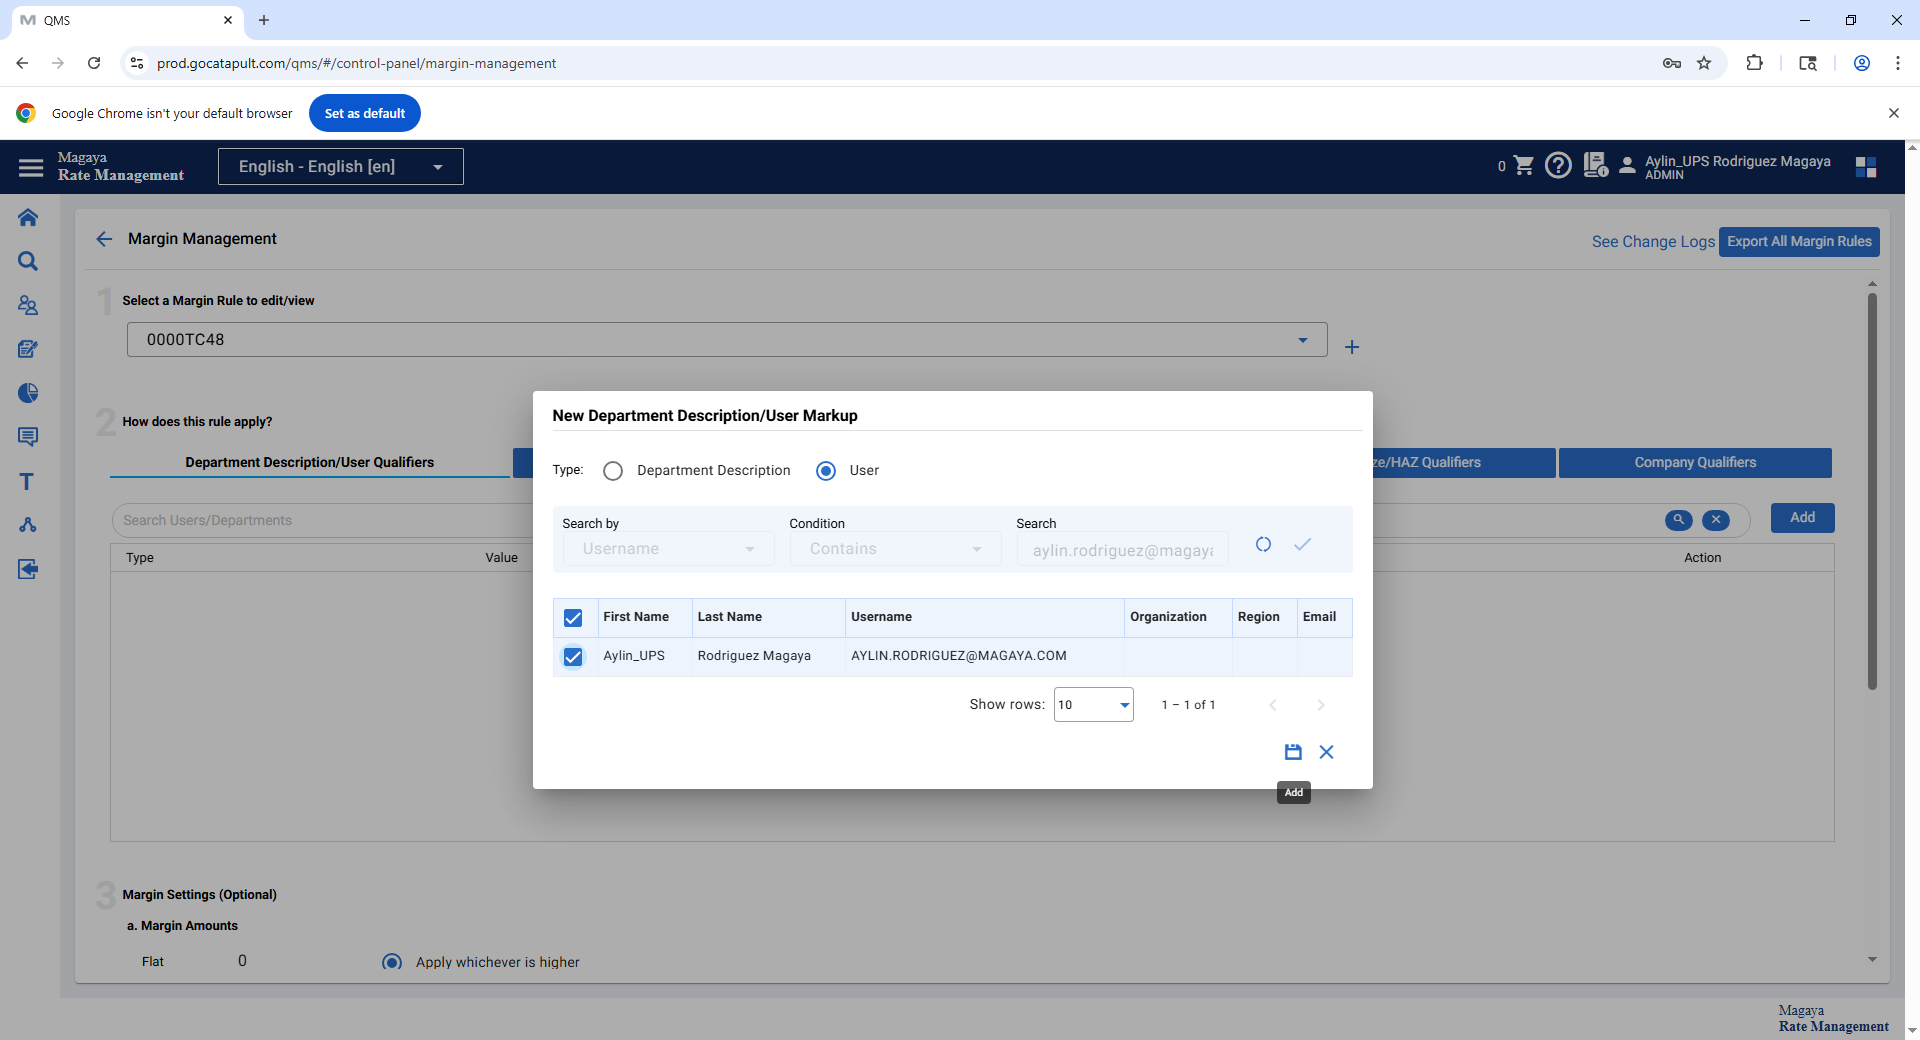 QMS
prod.gocatapult.com/qms/#/control-panel/margin-management
Google Chrome isn't your default browser
Set as default
Magaya
Rate Management
English - English [en]
0
Aylin_UPS Rodriguez Magaya
ADMIN
Margin Management
See Change Logs
Export All Margin Rules
1
Select a Margin Rule to edit/view
0000TC48
2
How does this rule apply?
Department Description/User Qualifiers
ze/HAZ Qualifiers
Company Qualifiers
Search Users/Departments
Add
Type
Value
Action
New Department Description/User Markup
Type:
Department Description
User
Search by
Condition
Search
Username
Contains
aylin.rodriguez@magaya
First Name
Last Name
Username
Organization
Region
Email
Aylin_UPS
Rodriguez Magaya
AYLIN.RODRIGUEZ@MAGAYA.COM
Show rows:
10
1 – 1 of 1
Add
3
Margin Settings (Optional)
a. Margin Amounts
Flat
0
Apply whichever is higher
Magaya
Rate Management